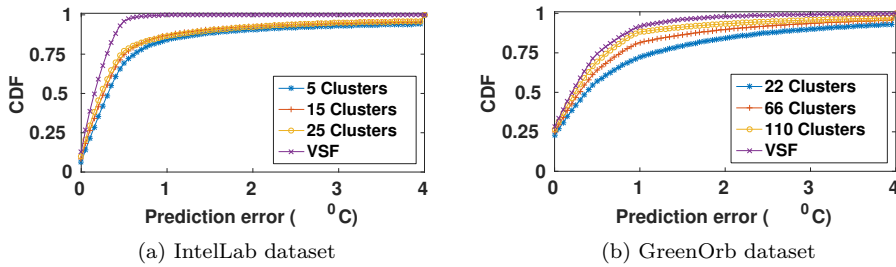 1
0.75
0.5
0.25
0
CDF
5 Clusters
15 Clusters
25 Clusters
VSF
0 1 2 3 4
Prediction error ( 0C)
(a) IntelLab dataset
1
0.75
0.5
0.25
0
CDF
22 Clusters
66 Clusters
110 Clusters
VSF
0 1 2 3 4
Prediction error ( 0C)
(b) GreenOrb dataset